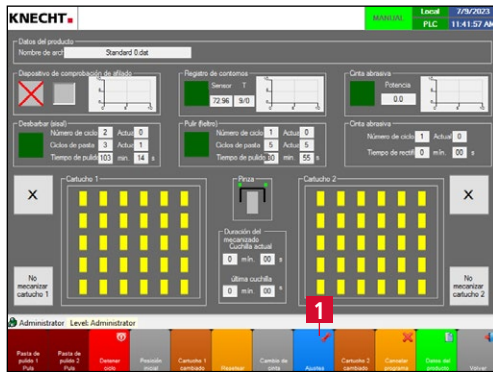 KNECHT
MANUAL
Local 7/9/2023
PLC 11:41:57 AM
Datos del producto
Nombre de arch Standard 0.dat
Dispositivo de comprobación de afilado
Registro de contornos
Sensor T
72.96 9/0
Cinta abrasiva
Potencia
0.0
Desbarbar (sisal)
Número de ciclo 2 Actua 0
Ciclos de pasta 3 Actua 1
Tiempo de pulido 103 min. 14 s
Pulir (fieltro)
Número de ciclo 1 Actua 0
Ciclos de pasta 5 Actua 5
Tiempo de pulido 80 min 55 s
Cinta abrasiva
Número de ciclo 1 Actua 0
Tiempo de rectif 0 min. 00 s
X
Cartucho 1
Pinza
Cartucho 2
X
Duración del
mecanizado
Cuchilla actual
0 min. 00 s
última cuchilla
0 min 00 s
No
mecanizar
cartucho 1
No
mecanizar
cartucho 2
1
Administrator Level: Administrator
Pasta de
pulido 1
Puls
Pasta de
pulido 2
Puls
Detener
ciclo
Posición
inicial
Cartucho 1
cambiado
Resetear
Cambio de
cinta
Ajustes
Cartucho 2
cambiado
Cancelar
programa
Datos del
producto
Volver